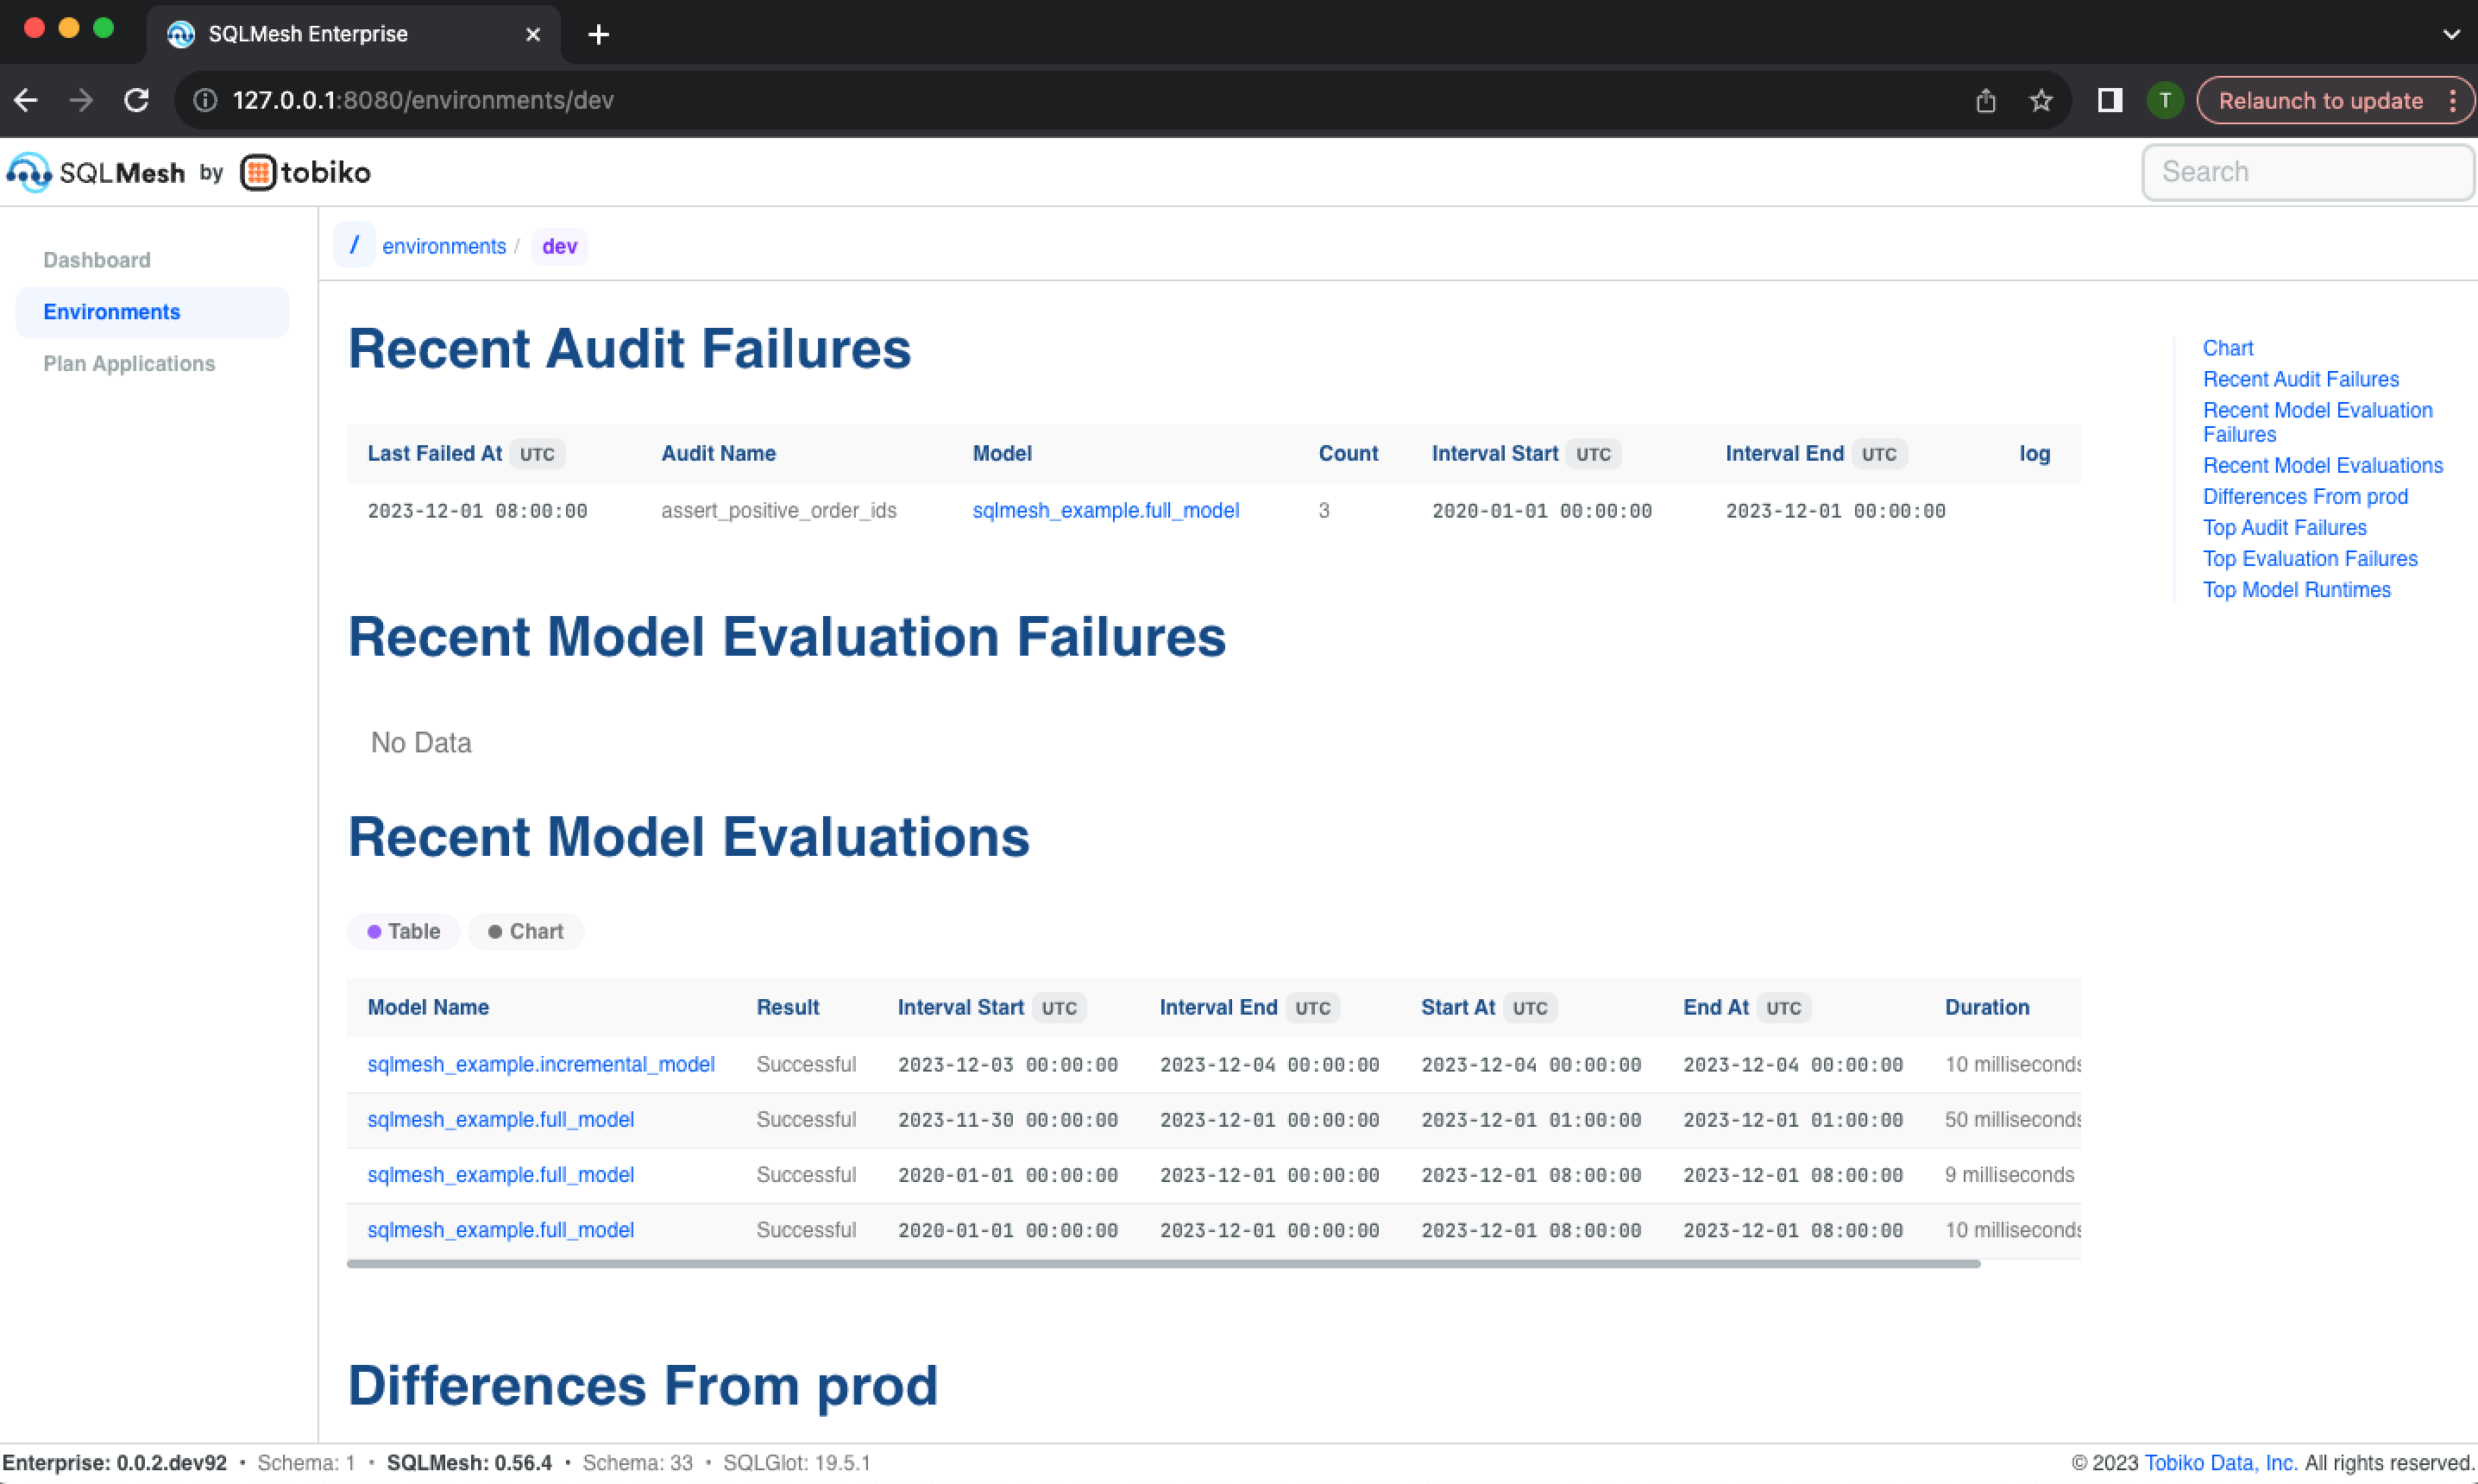 SQLMesh Enterprise
127.0.0.1:8080/environments/dev
T
Relaunch to update
SQLMesh by tobiko
Search
Dashboard
Environments
Plan Applications
/ environments / dev
Recent Audit Failures
Last Failed At UTC Audit Name Model Count Interval Start UTC Interval End UTC log
2023-12-01 08:00:00 assert_positive_order_ids sqlmesh_example.full_model 3 2020-01-01 00:00:00 2023-12-01 00:00:00
Recent Model Evaluation Failures
No Data
Recent Model Evaluations
Table Chart
Model Name Result Interval Start UTC Interval End UTC Start At UTC End At UTC Duration
sqlmesh_example.incremental_model Successful 2023-12-03 00:00:00 2023-12-04 00:00:00 2023-12-04 00:00:00 2023-12-04 00:00:00 10 milliseconds
sqlmesh_example.full_model Successful 2023-11-30 00:00:00 2023-12-01 00:00:00 2023-12-01 01:00:00 2023-12-01 01:00:00 50 milliseconds
sqlmesh_example.full_model Successful 2020-01-01 00:00:00 2023-12-01 00:00:00 2023-12-01 08:00:00 2023-12-01 08:00:00 9 milliseconds
sqlmesh_example.full_model Successful 2020-01-01 00:00:00 2023-12-01 00:00:00 2023-12-01 08:00:00 2023-12-01 08:00:00 10 milliseconds
Differences From prod
Chart
Recent Audit Failures
Recent Model Evaluation
Failures
Recent Model Evaluations
Differences From prod
Top Audit Failures
Top Evaluation Failures
Top Model Runtimes
Enterprise: 0.0.2.dev92 • Schema: 1 • SQLMesh: 0.56.4 • Schema: 33 • SQLGlot: 19.5.1
© 2023 Tobiko Data, Inc. All rights reserved.